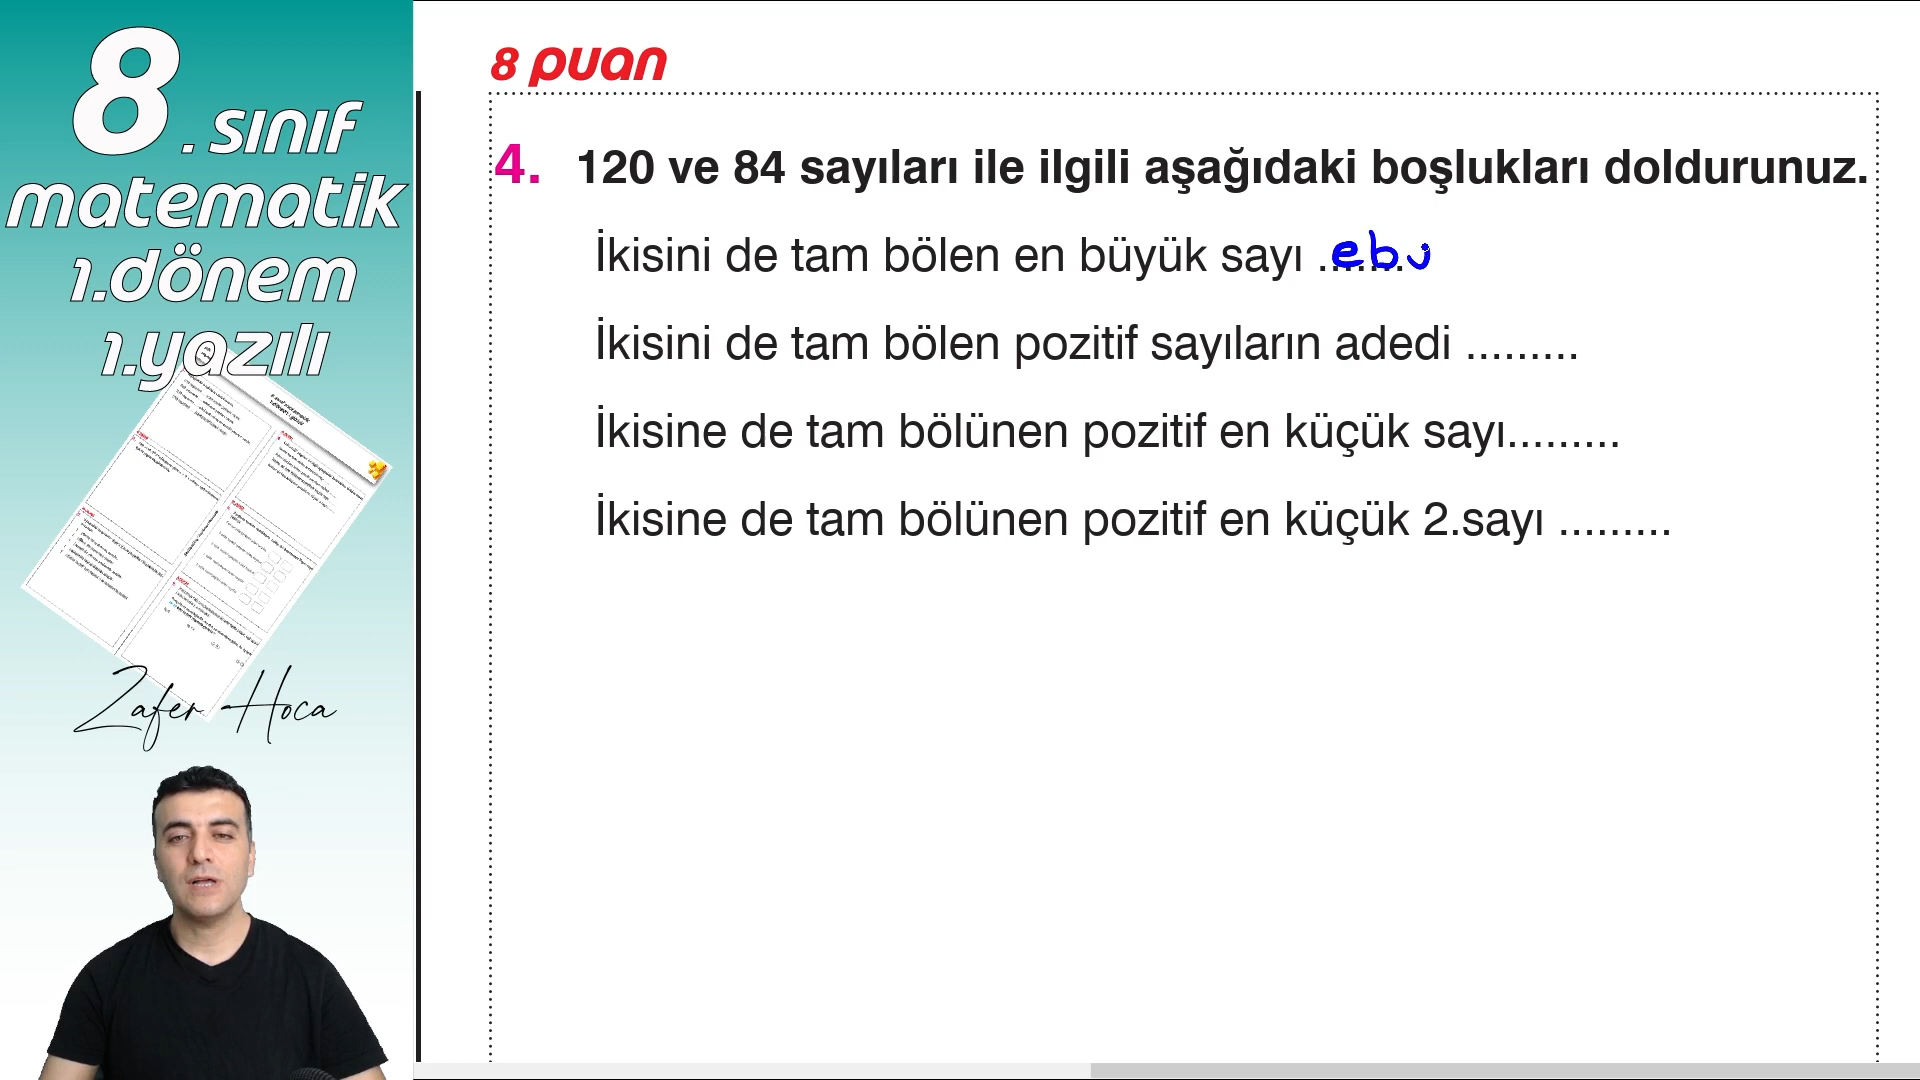 8. sınıf
matematik
1.dönem
1.yazılı
Zafer Hoca
8 puan
4. 120 ve 84 sayıları ile ilgili aşağıdaki boşlukları doldurunuz.
İkisini de tam bölen en büyük sayı ........ ebu
İkisini de tam bölen pozitif sayıların adedi .........
İkisine de tam bölünen pozitif en küçük sayı.........
İkisine de tam bölünen pozitif en küçük 2.sayı .........